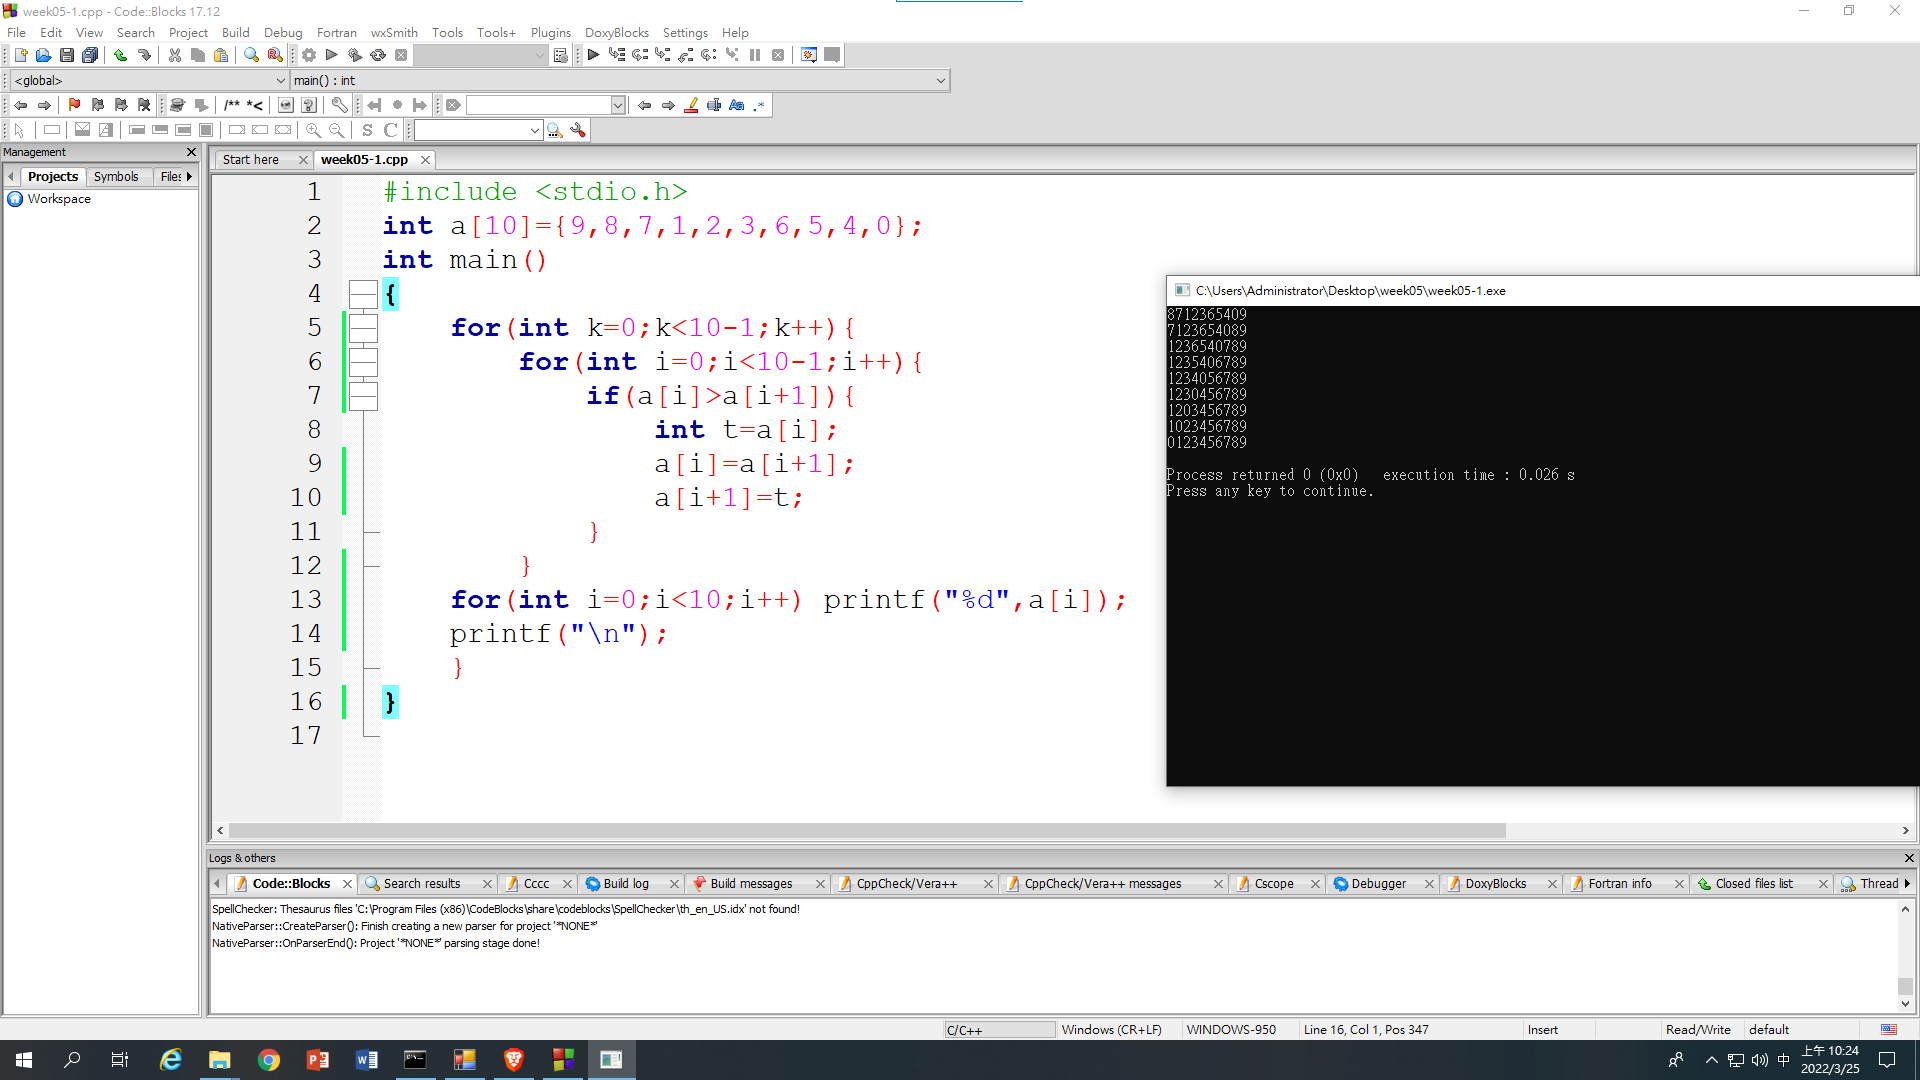 week05-1.cpp - Code::Blocks 17.12
File Edit View Search Project Build Debug Fortran wxSmith Tools Tools+ Plugins DoxyBlocks Settings Help
<global> main() : int
/** *<
S C
Management
Projects Symbols Files
Workspace
Start here week05-1.cpp
1 #include <stdio.h>
2 int a[10]={9,8,7,1,2,3,6,5,4,0};
3 int main()
4 {
5 for(int k=0;k<10-1;k++){
6 for(int i=0;i<10-1;i++){
7 if(a[i]>a[i+1]){
8 int t=a[i];
9 a[i]=a[i+1];
10 a[i+1]=t;
11 }
12 }
13 for(int i=0;i<10;i++) printf("%d",a[i]);
14 printf("\n");
15 }
16 }
17
C:\Users\Administrator\Desktop\week05\week05-1.exe
8712365409
7123654089
1236540789
1235406789
1234056789
1230456789
1203456789
1023456789
0123456789
Process returned 0 (0x0) execution time : 0.026 s
Press any key to continue.
Logs & others
Code::Blocks Search results Cccc Build log Build messages CppCheck/Vera++ CppCheck/Vera++ messages Cscope Debugger DoxyBlocks Fortran info Closed files list Thread
SpellChecker: Thesaurus files 'C:\Program Files (x86)\CodeBlocks\share\codeblocks\SpellChecker\th_en_US.idx' not found!
NativeParser::CreateParser(): Finish creating a new parser for project '*NONE*'
NativeParser::OnParserEnd(): Project '*NONE*' parsing stage done!
C/C++ Windows (CR+LF) WINDOWS-950 Line 16, Col 1, Pos 347 Insert Read/Write default
中 上午 10:24
2022/3/25